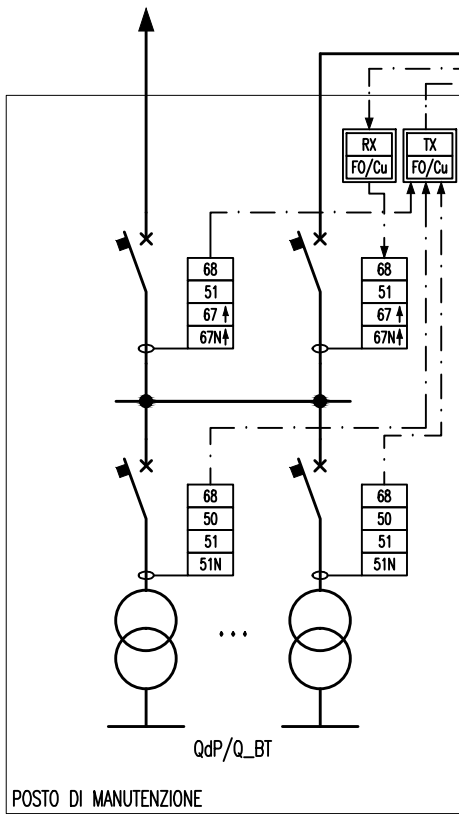 RX
FO/Cu
TX
FO/Cu
68
51
67
67N
68
51
67
67N
68
50
51
51N
68
50
51
51N
...
QdP/Q_BT
POSTO DI MANUTENZIONE